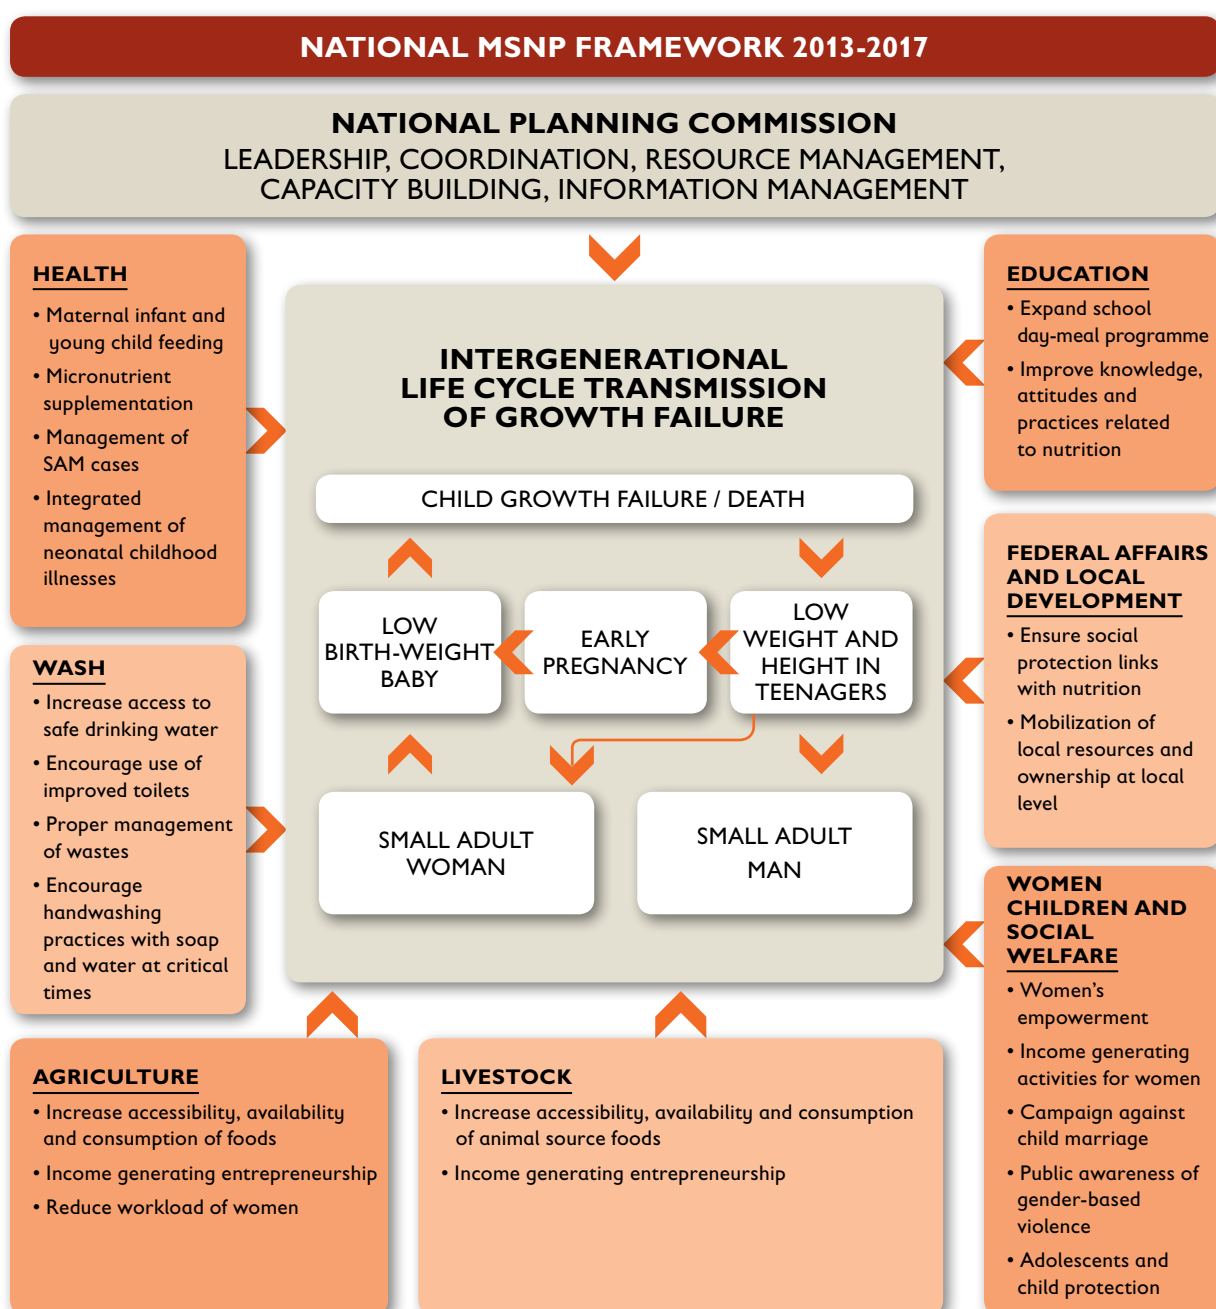 NATIONAL MSNP FRAMEWORK 2013-2017
NATIONAL PLANNING COMMISSION
LEADERSHIP, COORDINATION, RESOURCE MANAGEMENT,
CAPACITY BUILDING, INFORMATION MANAGEMENT
HEALTH
• Maternal infant and
young child feeding
• Micronutrient
supplementation
• Management of
SAM cases
• Integrated
management of
neonatal childhood
illnesses
WASH
• Increase access to
safe drinking water
• Encourage use of
improved toilets
• Proper management
of wastes
• Encourage
handwashing
practices with soap
and water at critical
times
INTERGENERATIONAL
LIFE CYCLE TRANSMISSION
OF GROWTH FAILURE
CHILD GROWTH FAILURE / DEATH
LOW
BIRTH-WEIGHT
BABY
EARLY
PREGNANCY
LOW
WEIGHT AND
HEIGHT IN
TEENAGERS
SMALL ADULT
WOMAN
SMALL ADULT
MAN
EDUCATION
• Expand school
day-meal programme
• Improve knowledge,
attitudes and
practices related
to nutrition
FEDERAL AFFAIRS
AND LOCAL
DEVELOPMENT
• Ensure social
protection links
with nutrition
• Mobilization of
local resources and
ownership at local
level
WOMEN
CHILDREN AND
SOCIAL
WELFARE
• Women's
empowerment
• Income generating
activities for women
• Campaign against
child marriage
• Public awareness of
gender-based
violence
• Adolescents and
child protection
AGRICULTURE
• Increase accessibility, availability
and consumption of foods
• Income generating entrepreneurship
• Reduce workload of women
LIVESTOCK
• Increase accessibility, availability and consumption
of animal source foods
• Income generating entrepreneurship